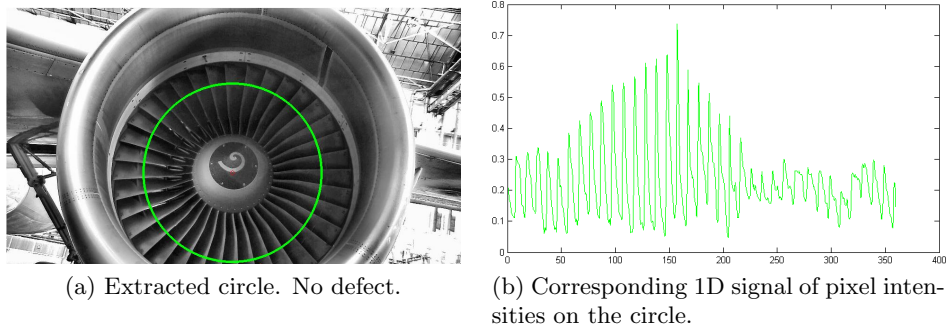 0.8
0.7
0.6
0.5
0.4
0.3
0.2
0.1
0
0 50 100 150 200 250 300 350 400
(a) Extracted circle. No defect.
(b) Corresponding 1D signal of pixel inten-
sities on the circle.